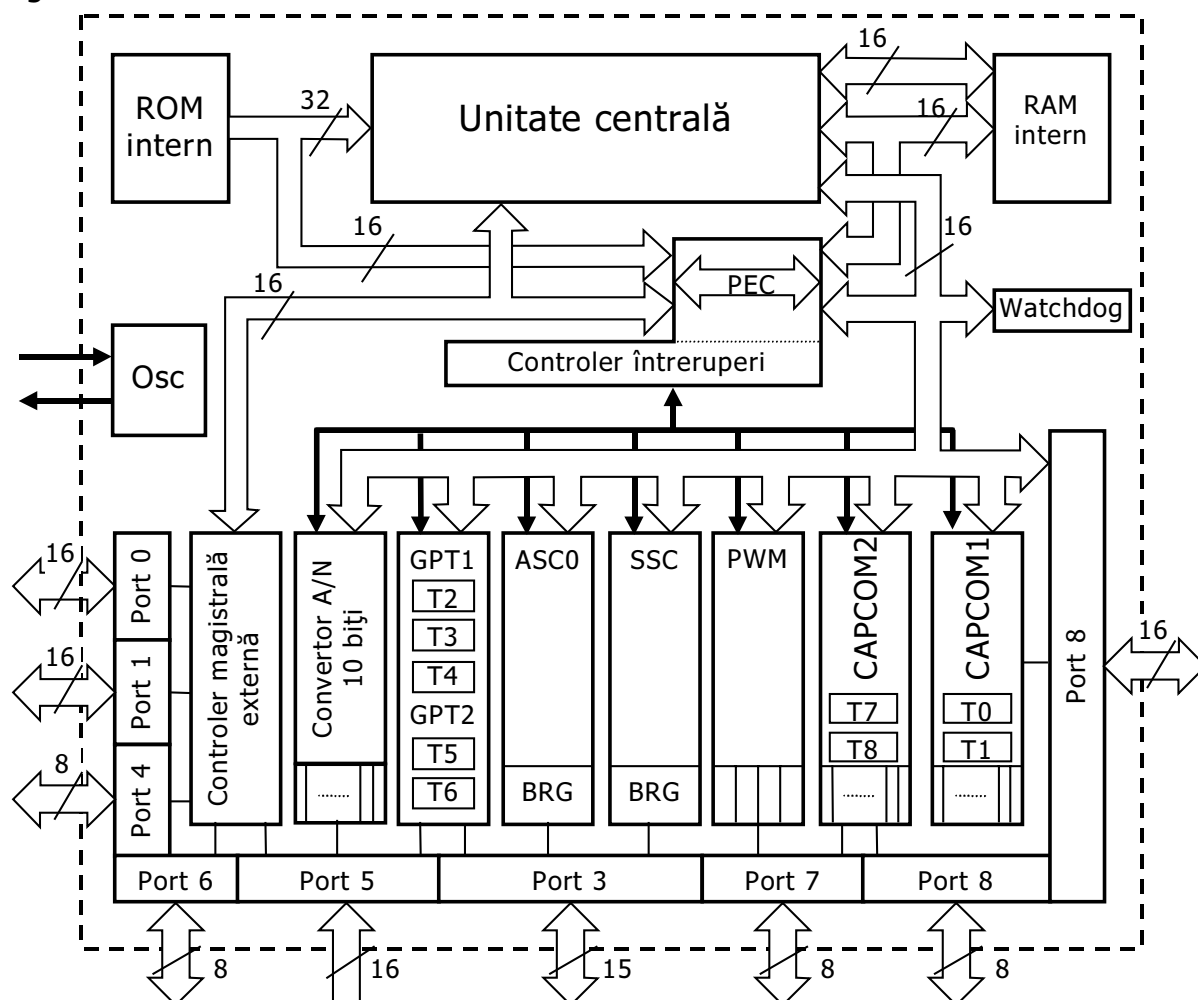 16
ROM
intern
32
Unitate centrală
16
RAM
intern
16
16
16
PEC
Watchdog
Controler întreruperi
Osc
16
Port 0
16
Port 1
8
Port 4
Controler magistrală
externă
Convertor A/N
10 biţi
........
GPT1
T2
T3
T4
GPT2
T5
T6
ASC0
BRG
SSC
BRG
PWM
CAPCOM2
T7
T8
........
CAPCOM1
T0
T1
........
Port 8
16
Port 6
Port 5
Port 3
Port 7
Port 8
8
16
15
8
8